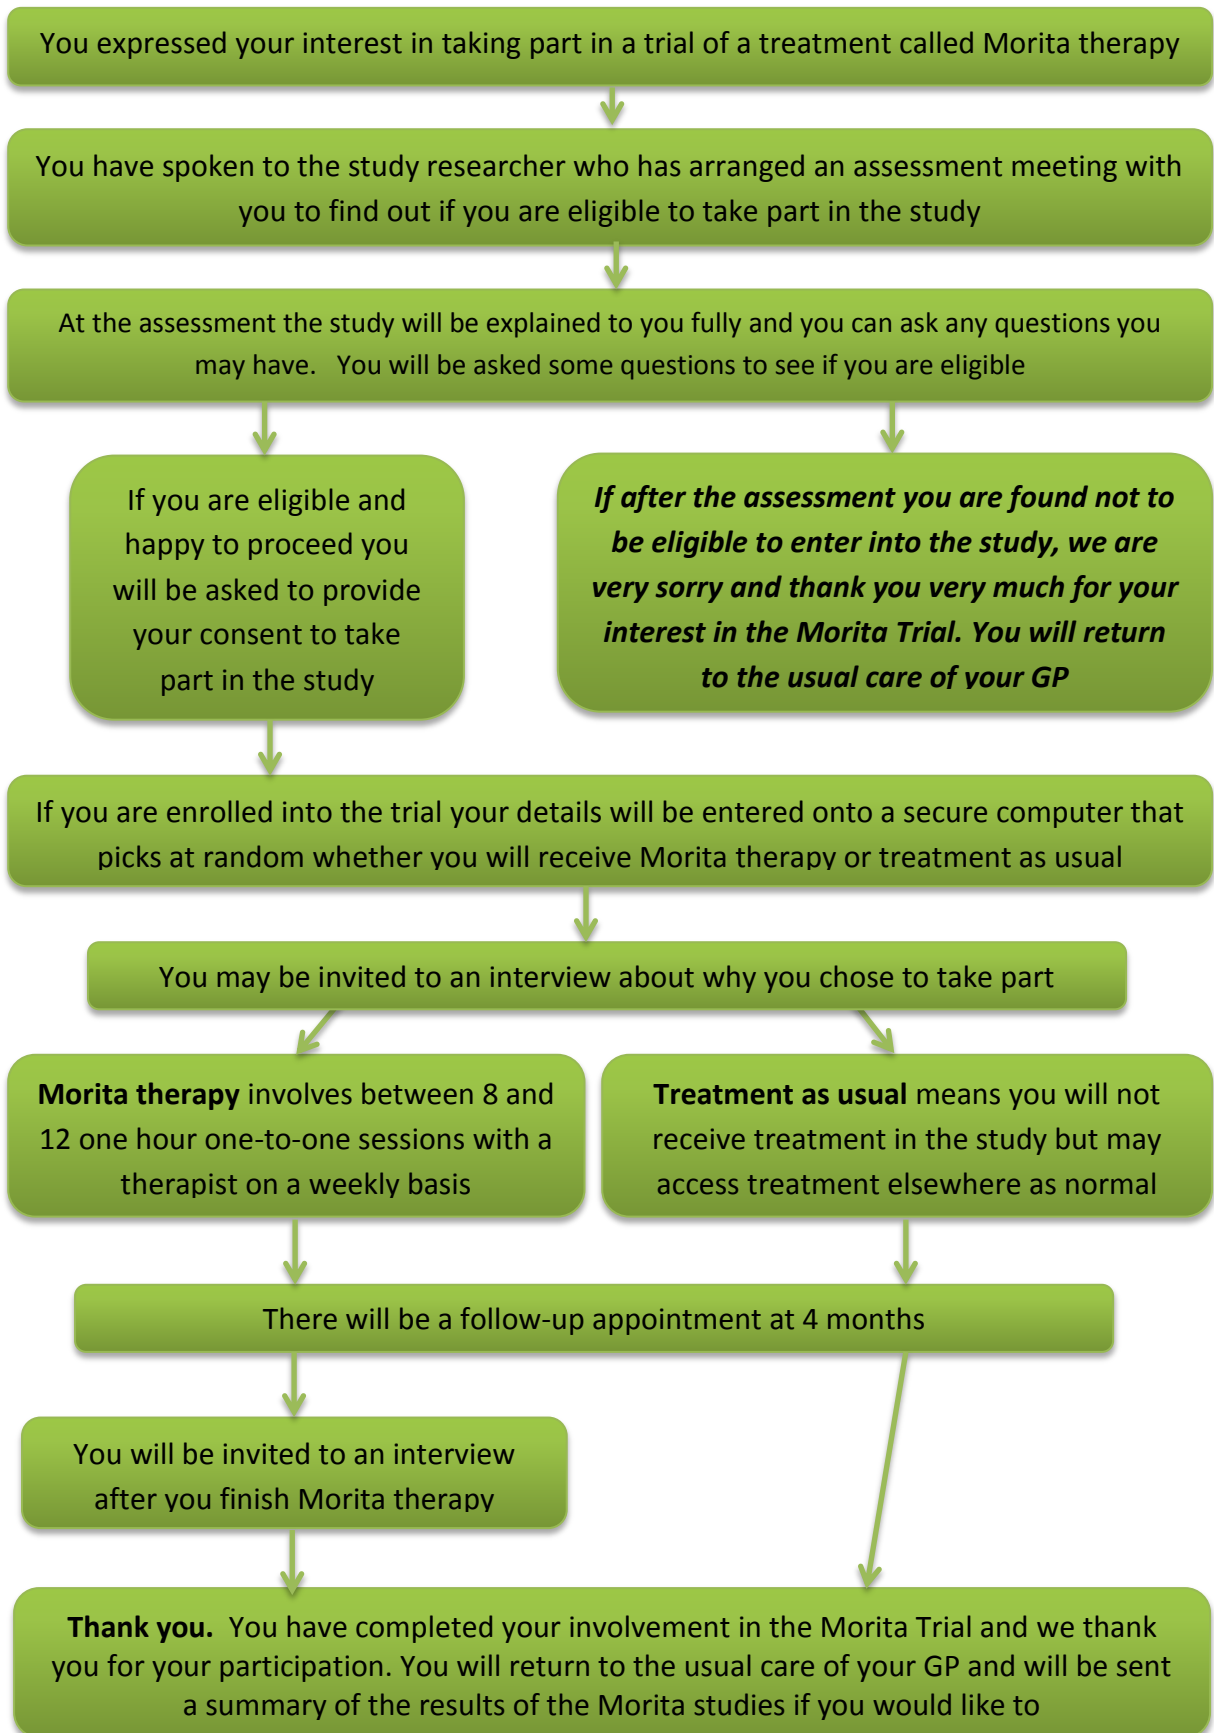 You expressed your interest in taking part in a trial of a treatment called Morita therapy
You have spoken to the study researcher who has arranged an assessment meeting with
you to find out if you are eligible to take part in the study
At the assessment the study will be explained to you fully and you can ask any questions you
may have.   You will be asked some questions to see if you are eligible
If you are eligible and
happy to proceed you
will be asked to provide
your consent to take
part in the study
If after the assessment you are found not to
be eligible to enter into the study, we are
very sorry and thank you very much for your
interest in the Morita Trial. You will return
to the usual care of your GP
If you are enrolled into the trial your details will be entered onto a secure computer that
picks at random whether you will receive Morita therapy or treatment as usual
You may be invited to an interview about why you chose to take part
Morita therapy involves between 8 and
12 one hour one-to-one sessions with a
therapist on a weekly basis
Treatment as usual means you will not
receive treatment in the study but may
access treatment elsewhere as normal
There will be a follow-up appointment at 4 months
You will be invited to an interview
after you finish Morita therapy
Thank you.  You have completed your involvement in the Morita Trial and we thank
you for your participation. You will return to the usual care of your GP and will be sent
a summary of the results of the Morita studies if you would like to